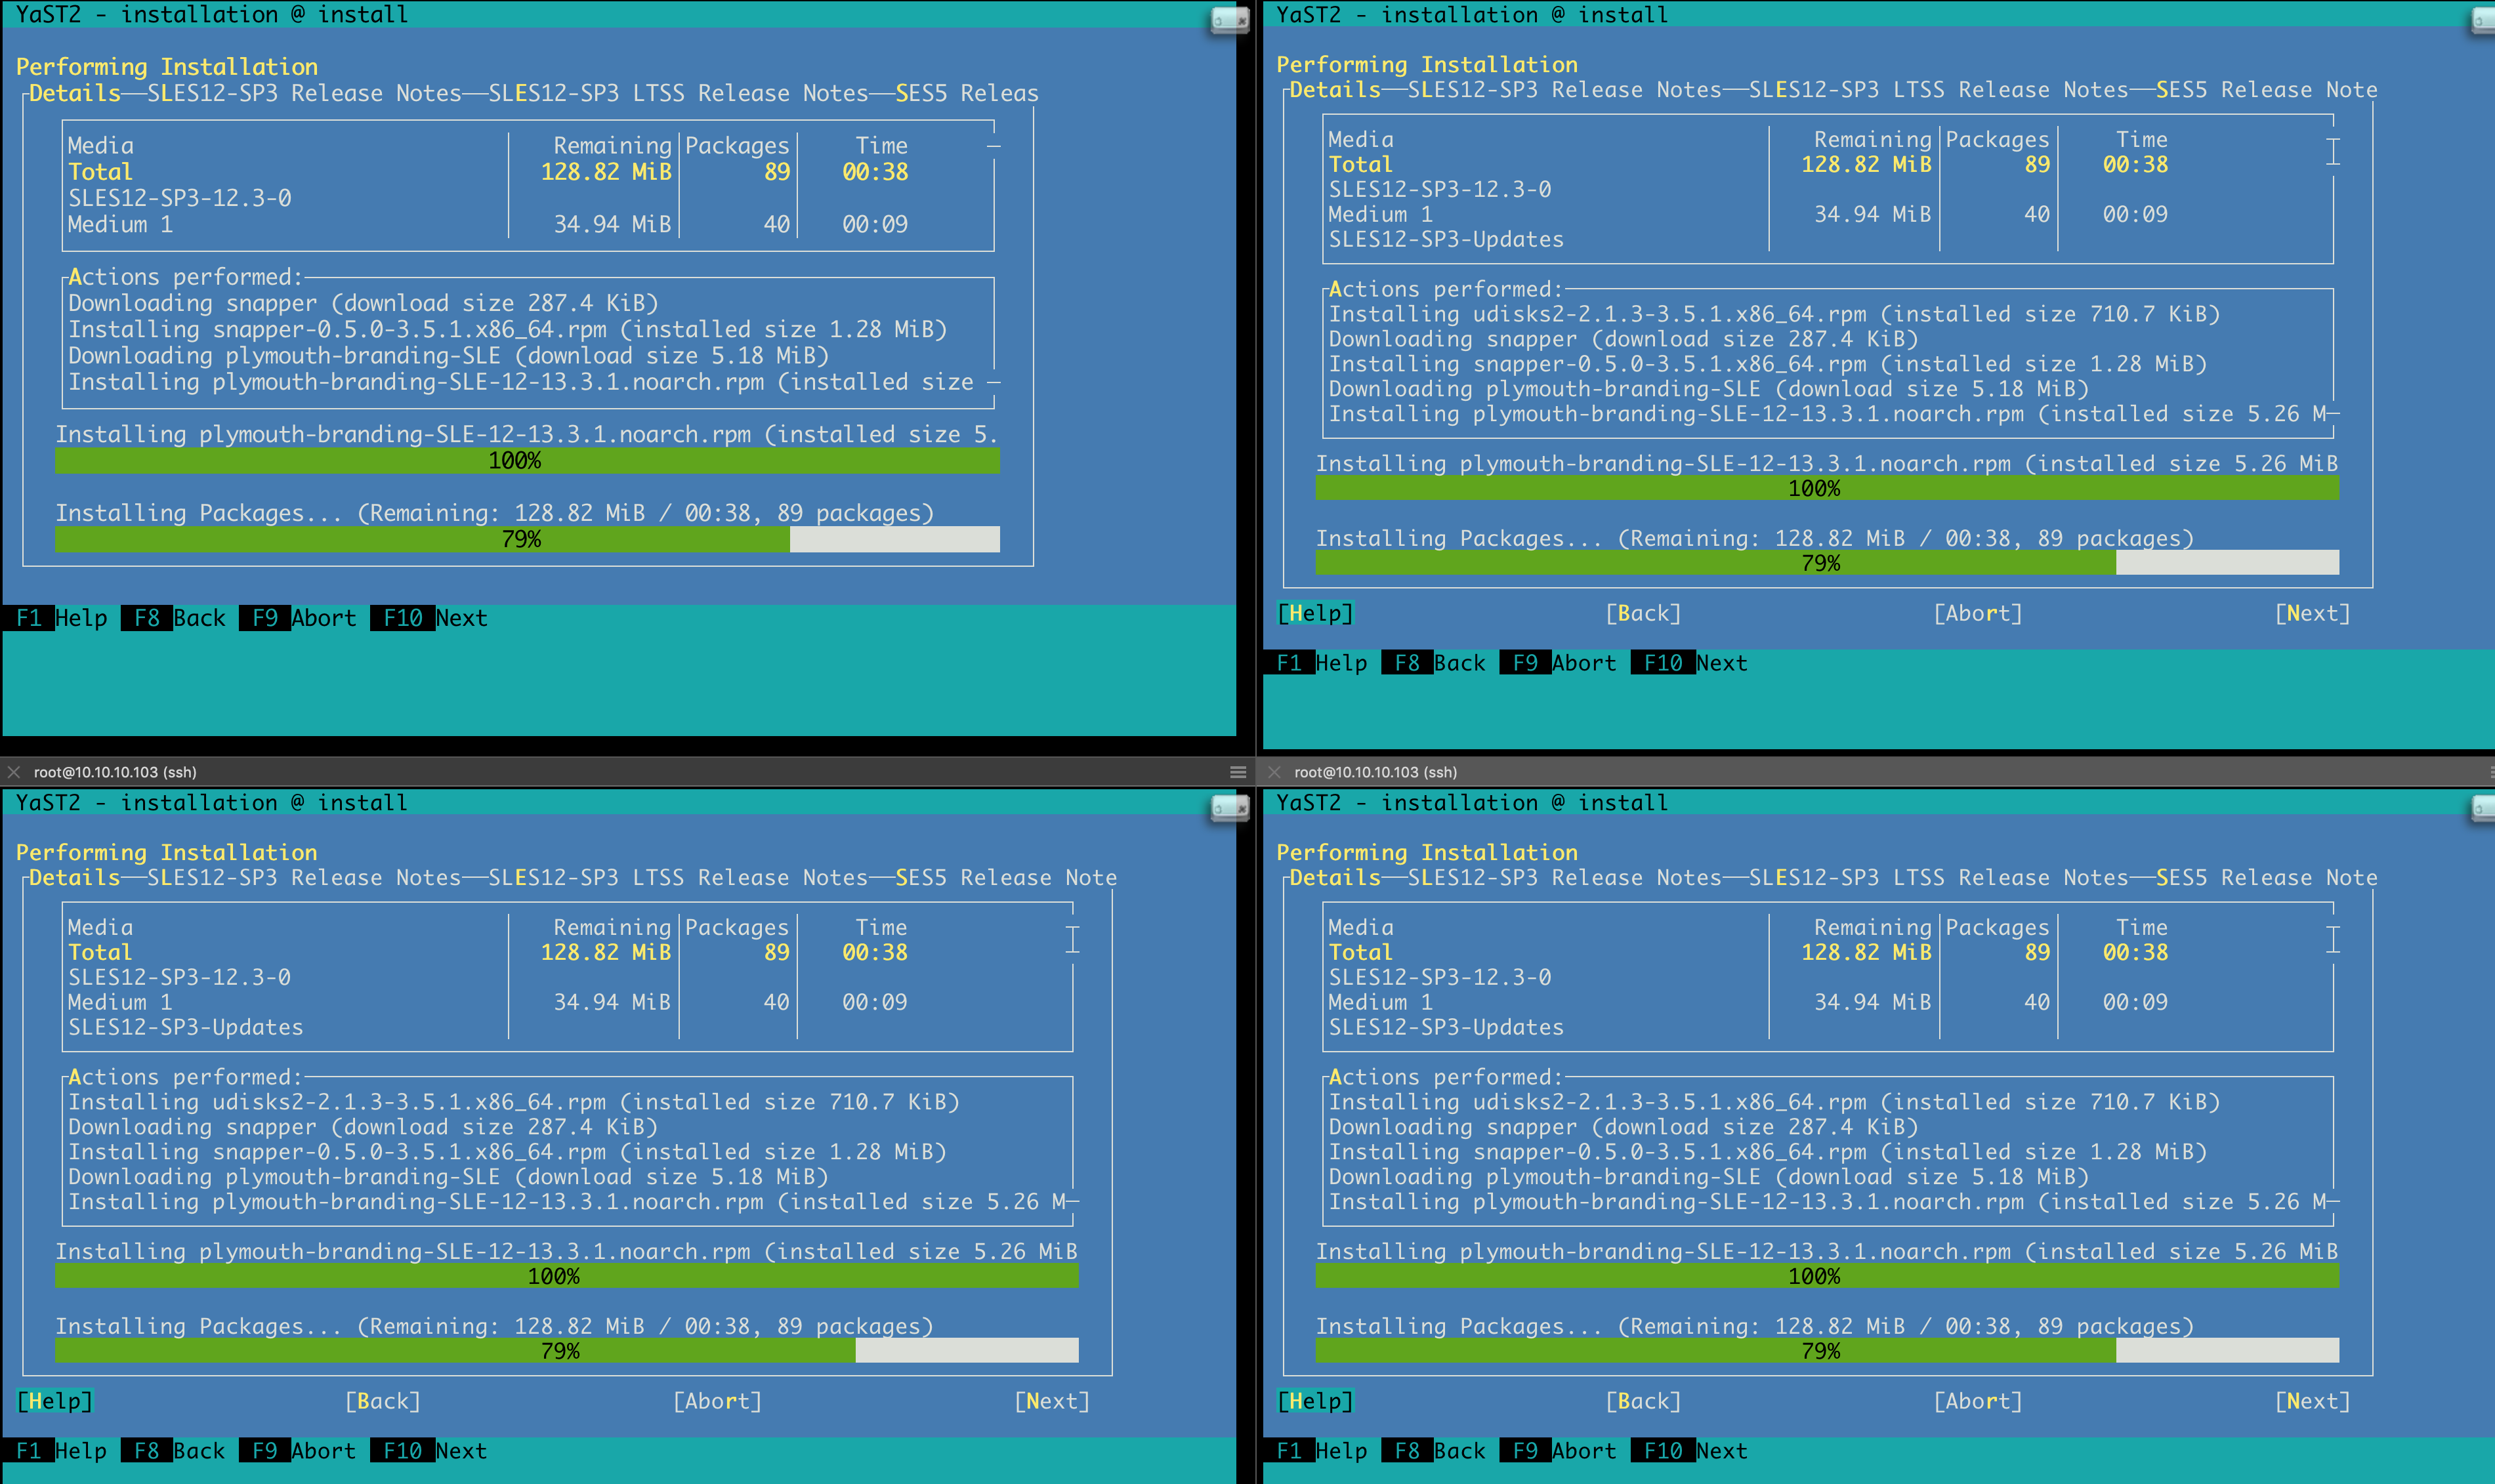 YaST2 - installation @ install
Performing Installation
Details SLES12-SP3 Release Notes SLES12-SP3 LTSS Release Notes SES5 Releas
Media Remaining Packages Time
Total 128.82 MiB 89 00:38
SLES12-SP3-12.3-0
Medium 1 34.94 MiB 40 00:09
Actions performed:
Downloading snapper (download size 287.4 KiB)
Installing snapper-0.5.0-3.5.1.x86_64.rpm (installed size 1.28 MiB)
Downloading plymouth-branding-SLE (download size 5.18 MiB)
Installing plymouth-branding-SLE-12-13.3.1.noarch.rpm (installed size
Installing plymouth-branding-SLE-12-13.3.1.noarch.rpm (installed size 5.
100%
Installing Packages... (Remaining: 128.82 MiB / 00:38, 89 packages)
79%
F1 Help F8 Back F9 Abort F10 Next
YaST2 - installation @ install
Performing Installation
Details SLES12-SP3 Release Notes SLES12-SP3 LTSS Release Notes SES5 Release Note
Media Remaining Packages Time
Total 128.82 MiB 89 00:38
SLES12-SP3-12.3-0
Medium 1 34.94 MiB 40 00:09
SLES12-SP3-Updates
Actions performed:
Installing udisks2-2.1.3-3.5.1.x86_64.rpm (installed size 710.7 KiB)
Downloading snapper (download size 287.4 KiB)
Installing snapper-0.5.0-3.5.1.x86_64.rpm (installed size 1.28 MiB)
Downloading plymouth-branding-SLE (download size 5.18 MiB)
Installing plymouth-branding-SLE-12-13.3.1.noarch.rpm (installed size 5.26 M
Installing plymouth-branding-SLE-12-13.3.1.noarch.rpm (installed size 5.26 MiB
100%
Installing Packages... (Remaining: 128.82 MiB / 00:38, 89 packages)
79%
[Help] [Back] [Abort] [Next]
F1 Help F8 Back F9 Abort F10 Next
root@10.10.10.103 (ssh)
YaST2 - installation @ install
Performing Installation
Details SLES12-SP3 Release Notes SLES12-SP3 LTSS Release Notes SES5 Release Note
Media Remaining Packages Time
Total 128.82 MiB 89 00:38
SLES12-SP3-12.3-0
Medium 1 34.94 MiB 40 00:09
SLES12-SP3-Updates
Actions performed:
Installing udisks2-2.1.3-3.5.1.x86_64.rpm (installed size 710.7 KiB)
Downloading snapper (download size 287.4 KiB)
Installing snapper-0.5.0-3.5.1.x86_64.rpm (installed size 1.28 MiB)
Downloading plymouth-branding-SLE (download size 5.18 MiB)
Installing plymouth-branding-SLE-12-13.3.1.noarch.rpm (installed size 5.26 M
Installing plymouth-branding-SLE-12-13.3.1.noarch.rpm (installed size 5.26 MiB
100%
Installing Packages... (Remaining: 128.82 MiB / 00:38, 89 packages)
79%
[Help] [Back] [Abort] [Next]
F1 Help F8 Back F9 Abort F10 Next
root@10.10.10.103 (ssh)
YaST2 - installation @ install
Performing Installation
Details SLES12-SP3 Release Notes SLES12-SP3 LTSS Release Notes SES5 Release Note
Media Remaining Packages Time
Total 128.82 MiB 89 00:38
SLES12-SP3-12.3-0
Medium 1 34.94 MiB 40 00:09
SLES12-SP3-Updates
Actions performed:
Installing udisks2-2.1.3-3.5.1.x86_64.rpm (installed size 710.7 KiB)
Downloading snapper (download size 287.4 KiB)
Installing snapper-0.5.0-3.5.1.x86_64.rpm (installed size 1.28 MiB)
Downloading plymouth-branding-SLE (download size 5.18 MiB)
Installing plymouth-branding-SLE-12-13.3.1.noarch.rpm (installed size 5.26 M
Installing plymouth-branding-SLE-12-13.3.1.noarch.rpm (installed size 5.26 MiB
100%
Installing Packages... (Remaining: 128.82 MiB / 00:38, 89 packages)
79%
[Help] [Back] [Abort] [Next]
F1 Help F8 Back F9 Abort F10 Next